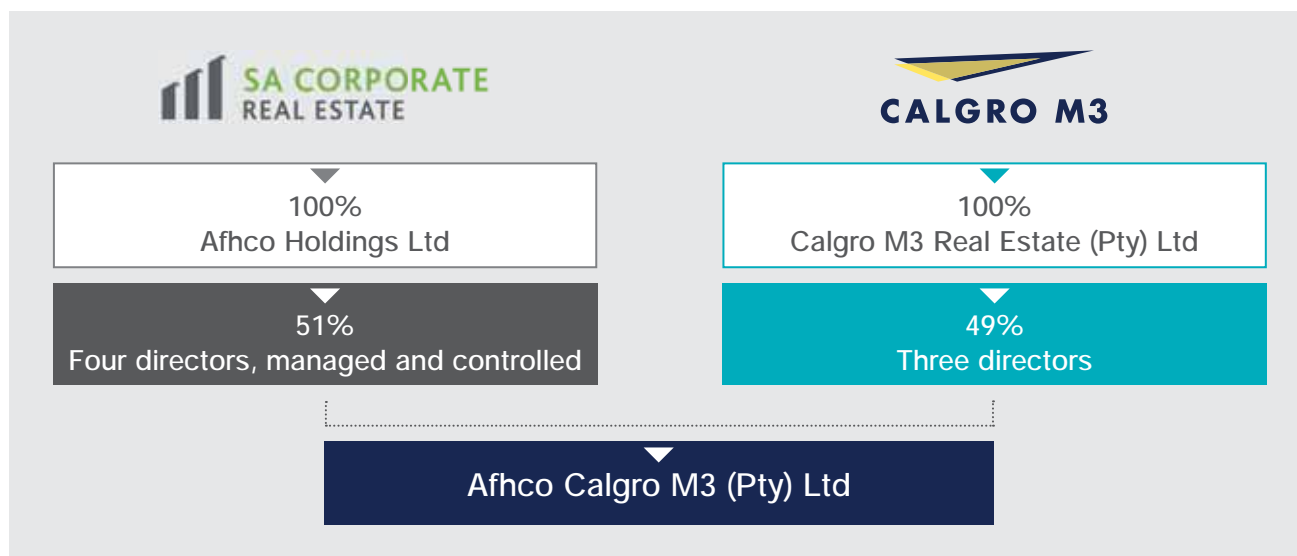 SA CORPORATE
REAL ESTATE
CALGRO M3
100%
Afhco Holdings Ltd
100%
Calgro M3 Real Estate (Pty) Ltd
51%
Four directors, managed and controlled
49%
Three directors
Afhco Calgro M3 (Pty) Ltd